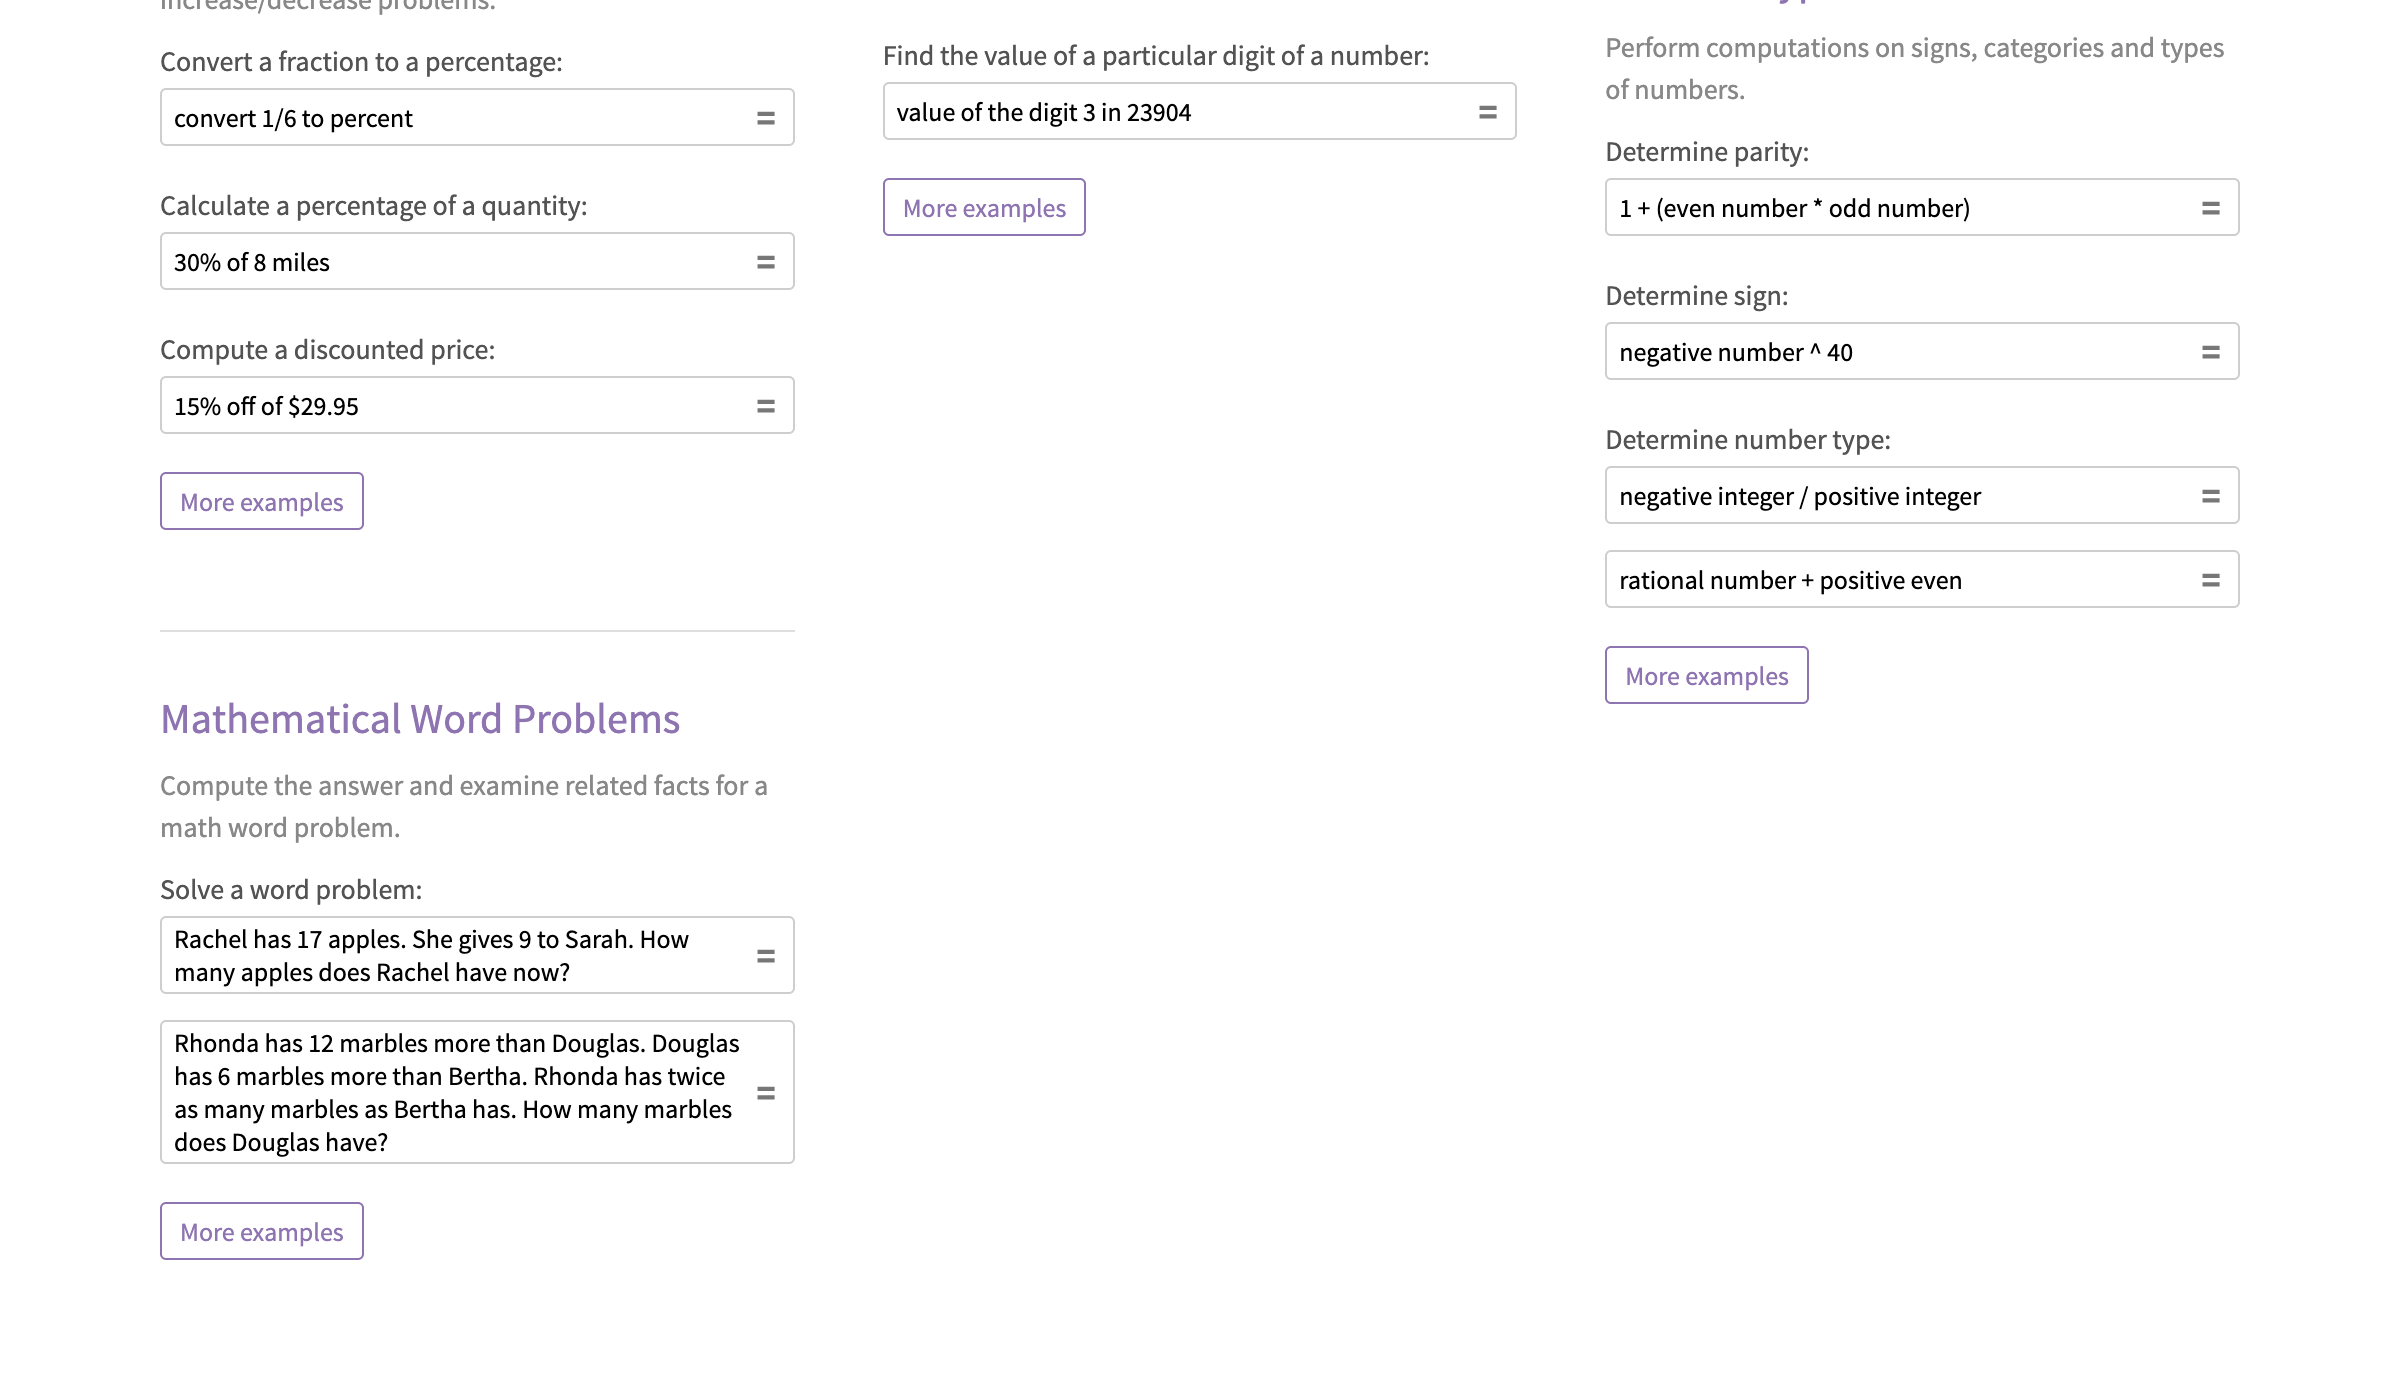 increase/decrease problems.
Convert a fraction to a percentage:
convert 1/6 to percent
=
Calculate a percentage of a quantity:
30% of 8 miles
=
Compute a discounted price:
15% off of $29.95
=
More examples
Mathematical Word Problems
Compute the answer and examine related facts for a
math word problem.
Solve a word problem:
Rachel has 17 apples. She gives 9 to Sarah. How
many apples does Rachel have now?
=
Rhonda has 12 marbles more than Douglas. Douglas
has 6 marbles more than Bertha. Rhonda has twice
as many marbles as Bertha has. How many marbles
does Douglas have?
=
More examples
Find the value of a particular digit of a number:
value of the digit 3 in 23904
=
More examples
Perform computations on signs, categories and types
of numbers.
Determine parity:
1 + (even number * odd number)
=
Determine sign:
negative number ^ 40
=
Determine number type:
negative integer / positive integer
=
rational number + positive even
=
More examples